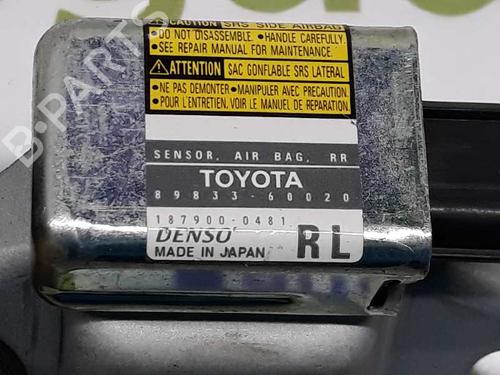 CAUTION SRS SIDE AIRBAG
•DO NOT DISASSEMBLE. •HANDLE CAREFULLY.
•SEE REPAIR MANUAL FOR MAINTENANCE.
ATTENTION SAC GONFLABLE SRS LATERAL
•NE PAS DEMONTER •MANIPULER AVEC PRECAUTION.
•POUR L'ENTRETIEN, VOIR LE MANUEL DE REPARATION.
SENSOR, AIR BAG, RR
TOYOTA
89833-60020
187900-0481
DENSO
MADE IN JAPAN
RL
B-PARTS